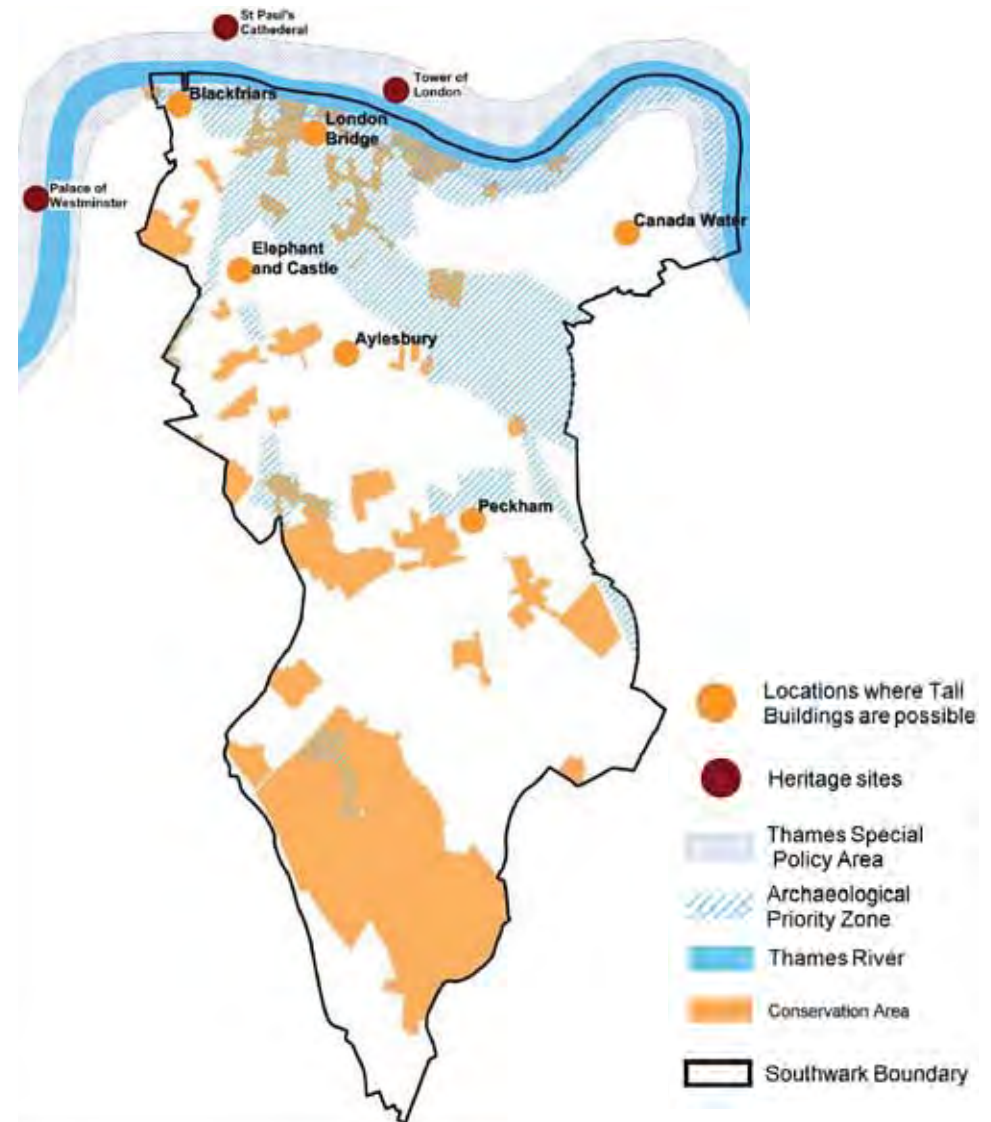 St Paul's
Cathederal
Tower of
London
Blackfriars
London
Bridge
Palace of
Westminster
Canada Water
Elephant
and Castle
Aylesbury
Peckham
Locations where Tall
Buildings are possible
Heritage sites
Thames Special
Policy Area
Archaeological
Priority Zone
Thames River
Conservation Area
Southwark Boundary